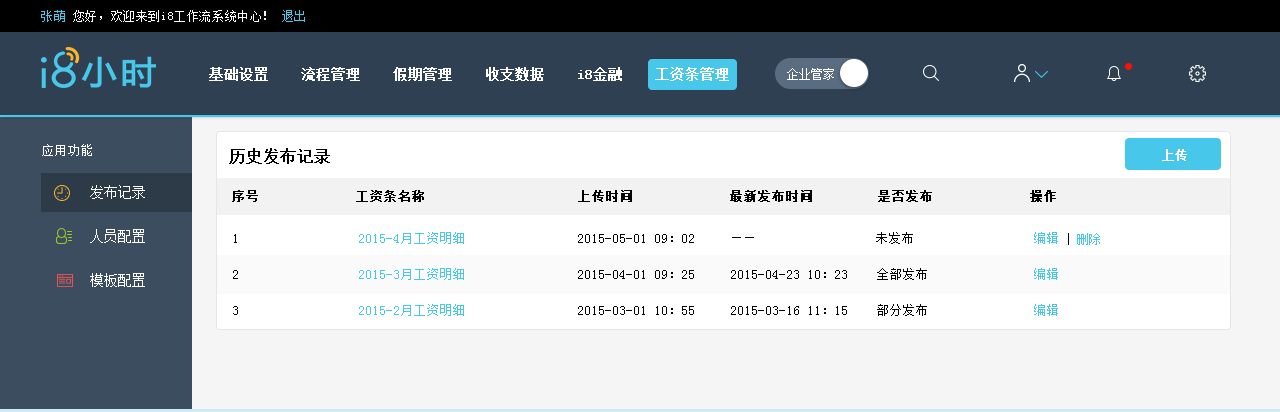 张萌 您好，欢迎来到i8工作流系统中心！ 退出
i8小时 基础设置 流程管理 假期管理 收支数据 i8金融 工资条管理 企业管家
应用功能
发布记录
人员配置
模板配置
历史发布记录 上传
序号 工资条名称 上传时间 最新发布时间 是否发布 操作
1 2015-4月工资明细 2015-05-01 09：02 —— 未发布 编辑 | 删除
2 2015-3月工资明细 2015-04-01 09：25 2015-04-23 10：23 全部发布 编辑
3 2015-2月工资明细 2015-03-01 10：55 2015-03-16 11：15 部分发布 编辑